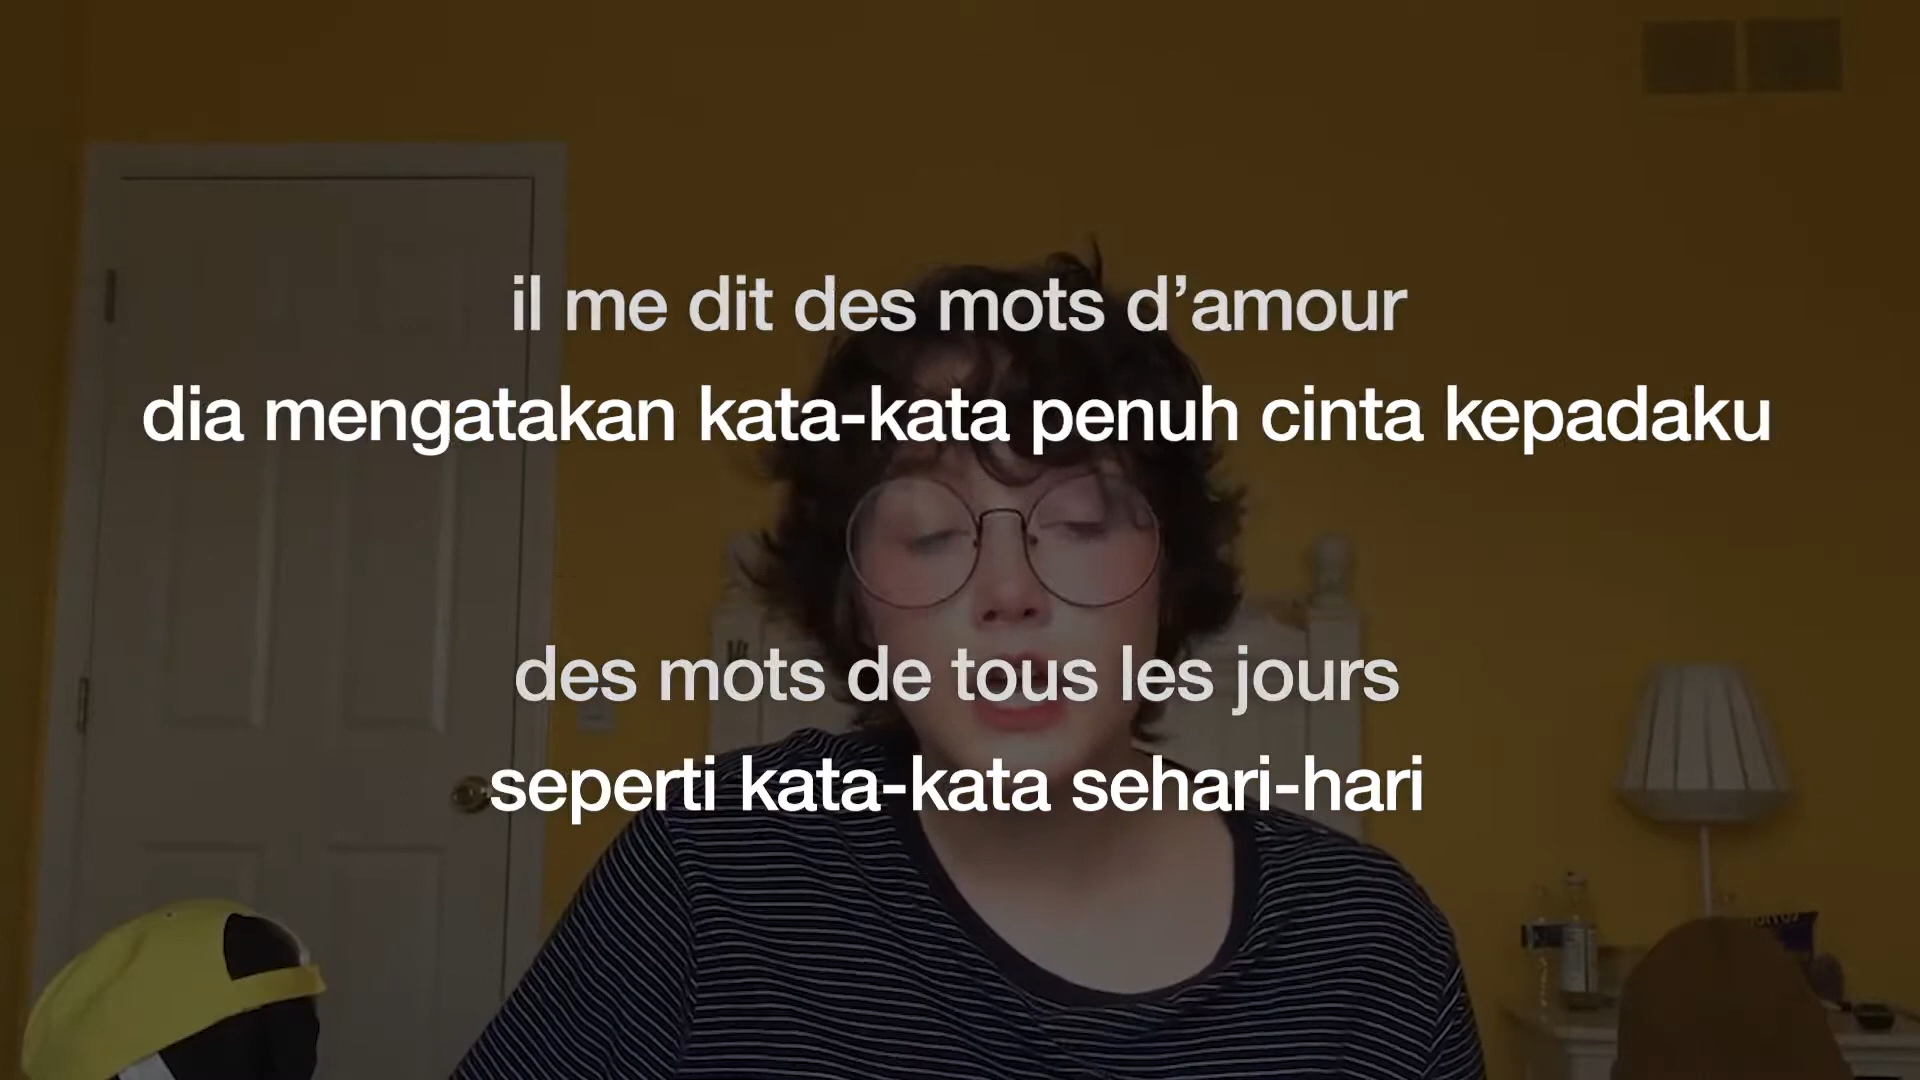 il me dit des mots d’amour
dia mengatakan kata-kata penuh cinta kepadaku
des mots de tous les jours
seperti kata-kata sehari-hari